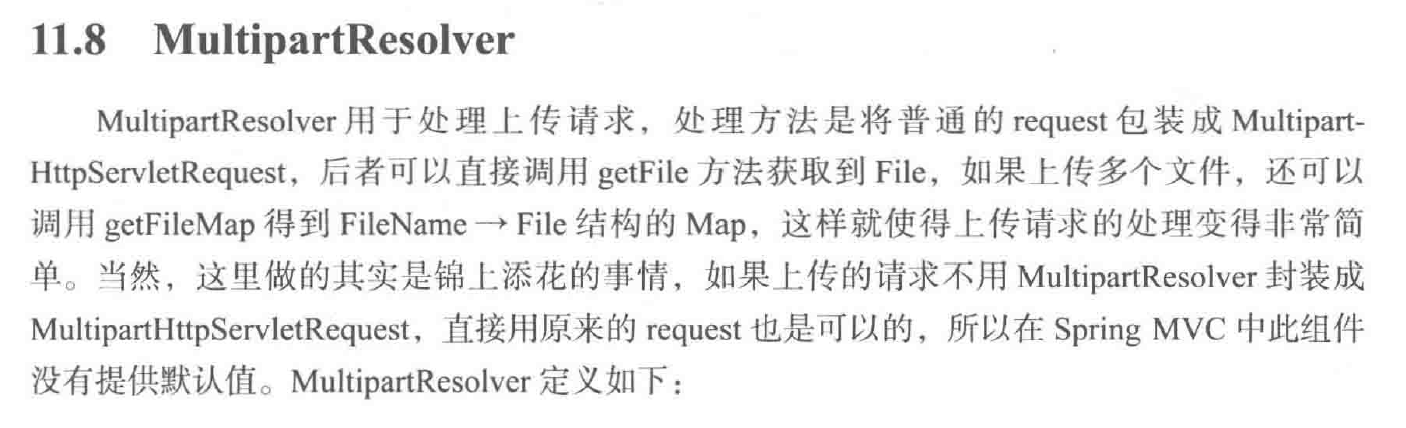 11.8 MultipartResolver
MultipartResolver 用于处理上传请求，处理方法是将普通的 request 包装成 Multipart-
HttpServletRequest，后者可以直接调用 getFile 方法获取到 File，如果上传多个文件，还可以
调用 getFileMap 得到 FileName → File 结构的 Map，这样就使得上传请求的处理变得非常简
单。当然，这里做的其实是锦上添花的事情，如果上传的请求不用 MultipartResolver 封装成
MultipartHttpServletRequest，直接用原来的 request 也是可以的，所以在 Spring MVC 中此组件
没有提供默认值。MultipartResolver 定义如下：